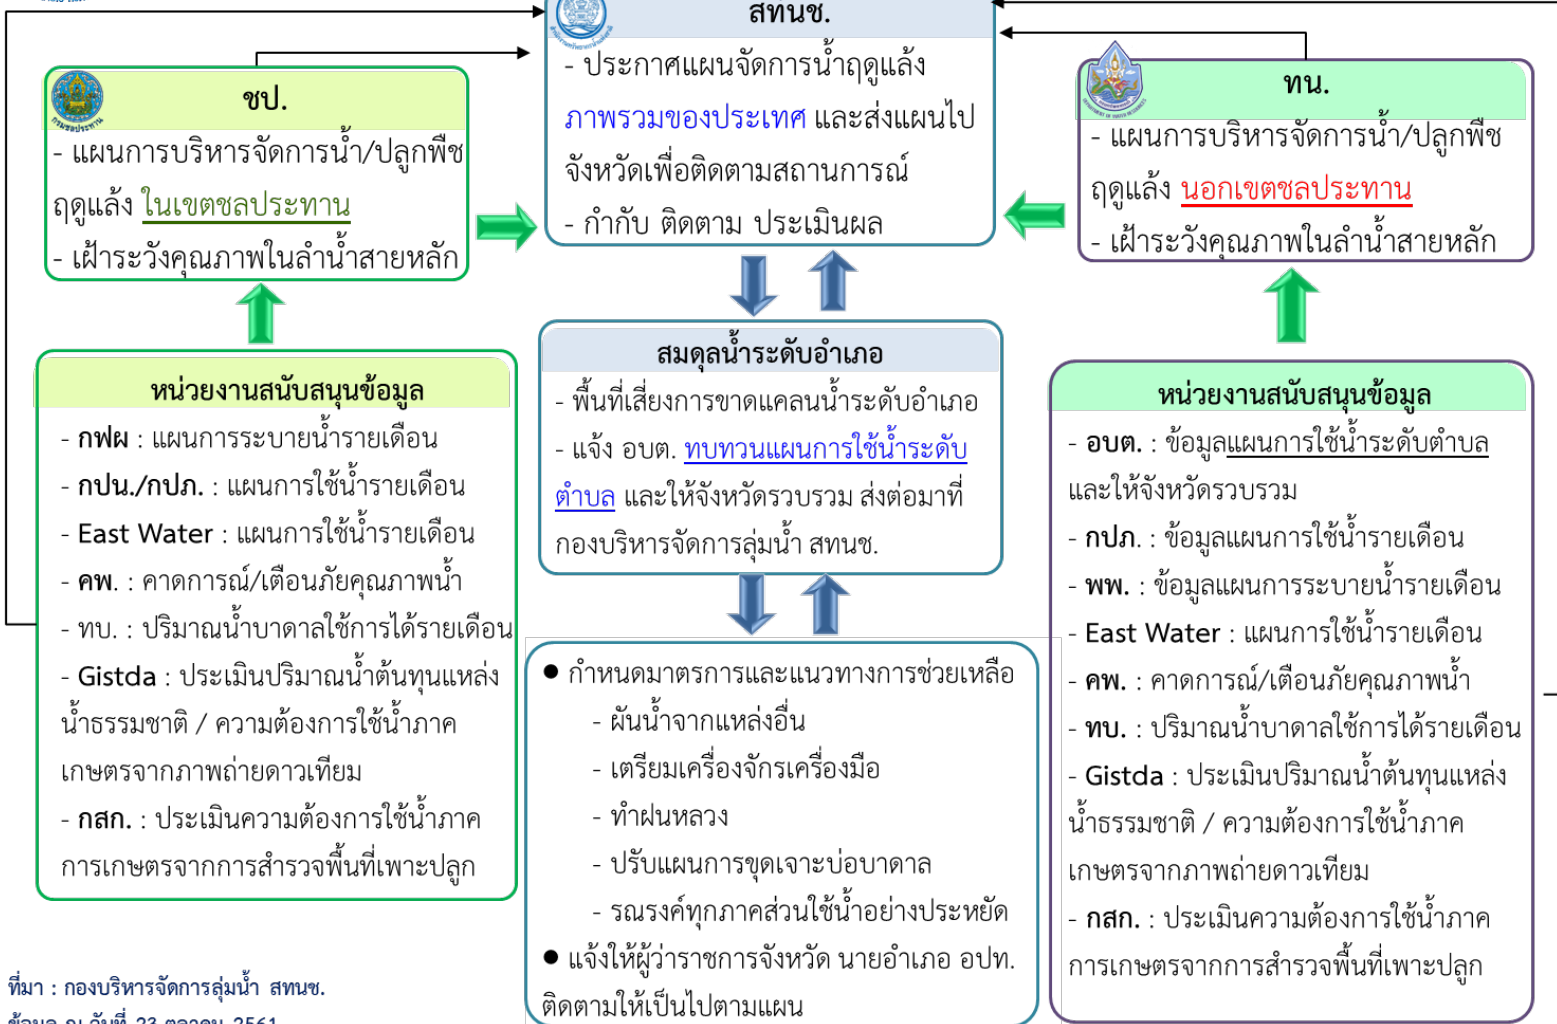 สทนช.
- ประกาศแผนจัดการน้ำฤดูแล้ง
ภาพรวมของประเทศ และส่งแผนไป
จังหวัดเพื่อติดตามสถานการณ์
- กำกับ ติดตาม ประเมินผล
ชป.
กรมชลประทาน
- แผนการบริหารจัดการน้ำ/ปลูกพืช
ฤดูแล้ง ในเขตชลประทาน
- เฝ้าระวังคุณภาพในลำน้ำสายหลัก
ทน.
- แผนการบริหารจัดการน้ำ/ปลูกพืช
ฤดูแล้ง นอกเขตชลประทาน
- เฝ้าระวังคุณภาพในลำน้ำสายหลัก
หน่วยงานสนับสนุนข้อมูล
- กฟผ : แผนการระบายน้ำรายเดือน
- กปน./กปภ. : แผนการใช้น้ำรายเดือน
- East Water : แผนการใช้น้ำรายเดือน
- คพ. : คาดการณ์/เตือนภัยคุณภาพน้ำ
- ทบ. : ปริมาณน้ำบาดาลใช้การได้รายเดือน
- Gistda : ประเมินปริมาณน้ำต้นทุนแหล่ง
น้ำธรรมชาติ / ความต้องการใช้น้ำภาค
เกษตรจากภาพถ่ายดาวเทียม
- กสก. : ประเมินความต้องการใช้น้ำภาค
การเกษตรจากการสำรวจพื้นที่เพาะปลูก
สมดุลน้ำระดับอำเภอ
- พื้นที่เสี่ยงการขาดแคลนน้ำระดับอำเภอ
- แจ้ง อบต. ทบทวนแผนการใช้น้ำระดับ
ตำบล และให้จังหวัดรวบรวม ส่งต่อมาที่
กองบริหารจัดการลุ่มน้ำ สทนช.
● กำหนดมาตรการและแนวทางการช่วยเหลือ
- ผันน้ำจากแหล่งอื่น
- เตรียมเครื่องจักรเครื่องมือ
- ทำฝนหลวง
- ปรับแผนการขุดเจาะบ่อบาดาล
- รณรงค์ทุกภาคส่วนใช้น้ำอย่างประหยัด
● แจ้งให้ผู้ว่าราชการจังหวัด นายอำเภอ อปท.
ติดตามให้เป็นไปตามแผน
หน่วยงานสนับสนุนข้อมูล
- อบต. : ข้อมูลแผนการใช้น้ำระดับตำบล
และให้จังหวัดรวบรวม
- กปภ. : ข้อมูลแผนการใช้น้ำรายเดือน
- พพ. : ข้อมูลแผนการระบายน้ำรายเดือน
- East Water : แผนการใช้น้ำรายเดือน
- คพ. : คาดการณ์/เตือนภัยคุณภาพน้ำ
- ทบ. : ปริมาณน้ำบาดาลใช้การได้รายเดือน
- Gistda : ประเมินปริมาณน้ำต้นทุนแหล่ง
น้ำธรรมชาติ / ความต้องการใช้น้ำภาค
เกษตรจากภาพถ่ายดาวเทียม
- กสก. : ประเมินความต้องการใช้น้ำภาค
การเกษตรจากการสำรวจพื้นที่เพาะปลูก
ที่มา : กองบริหารจัดการลุ่มน้ำ สทนช.
ข้อมูล ณ วันที่ 23 ตุลาคม 2561